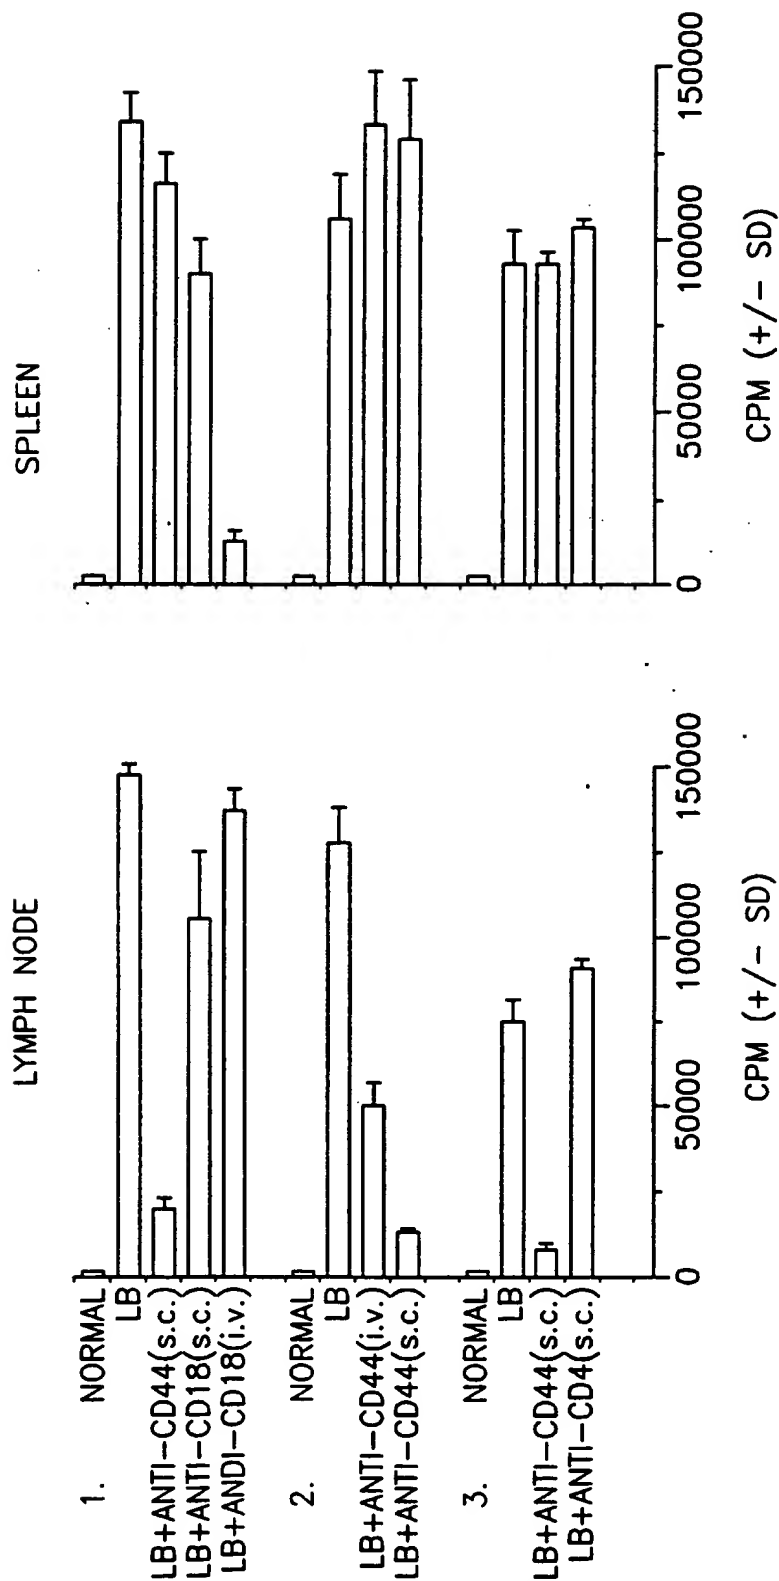 LYMPH NODE
SPLEEN
1. NORMAL
LB
LB+ANTI-CD44(s.c.)
LB+ANTI-CD18(s.c.)
LB+ANDI-CD18(i.v.)
2. NORMAL
LB
LB+ANTI-CD44(i.v.)
LB+ANTI-CD44(s.c.)
3. NORMAL
LB
LB+ANTI-CD44(s.c.)
LB+ANTI-CD4(s.c.)
0 50000 100000 150000
CPM (+/- SD)
0 50000 100000 150000
CPM (+/- SD)